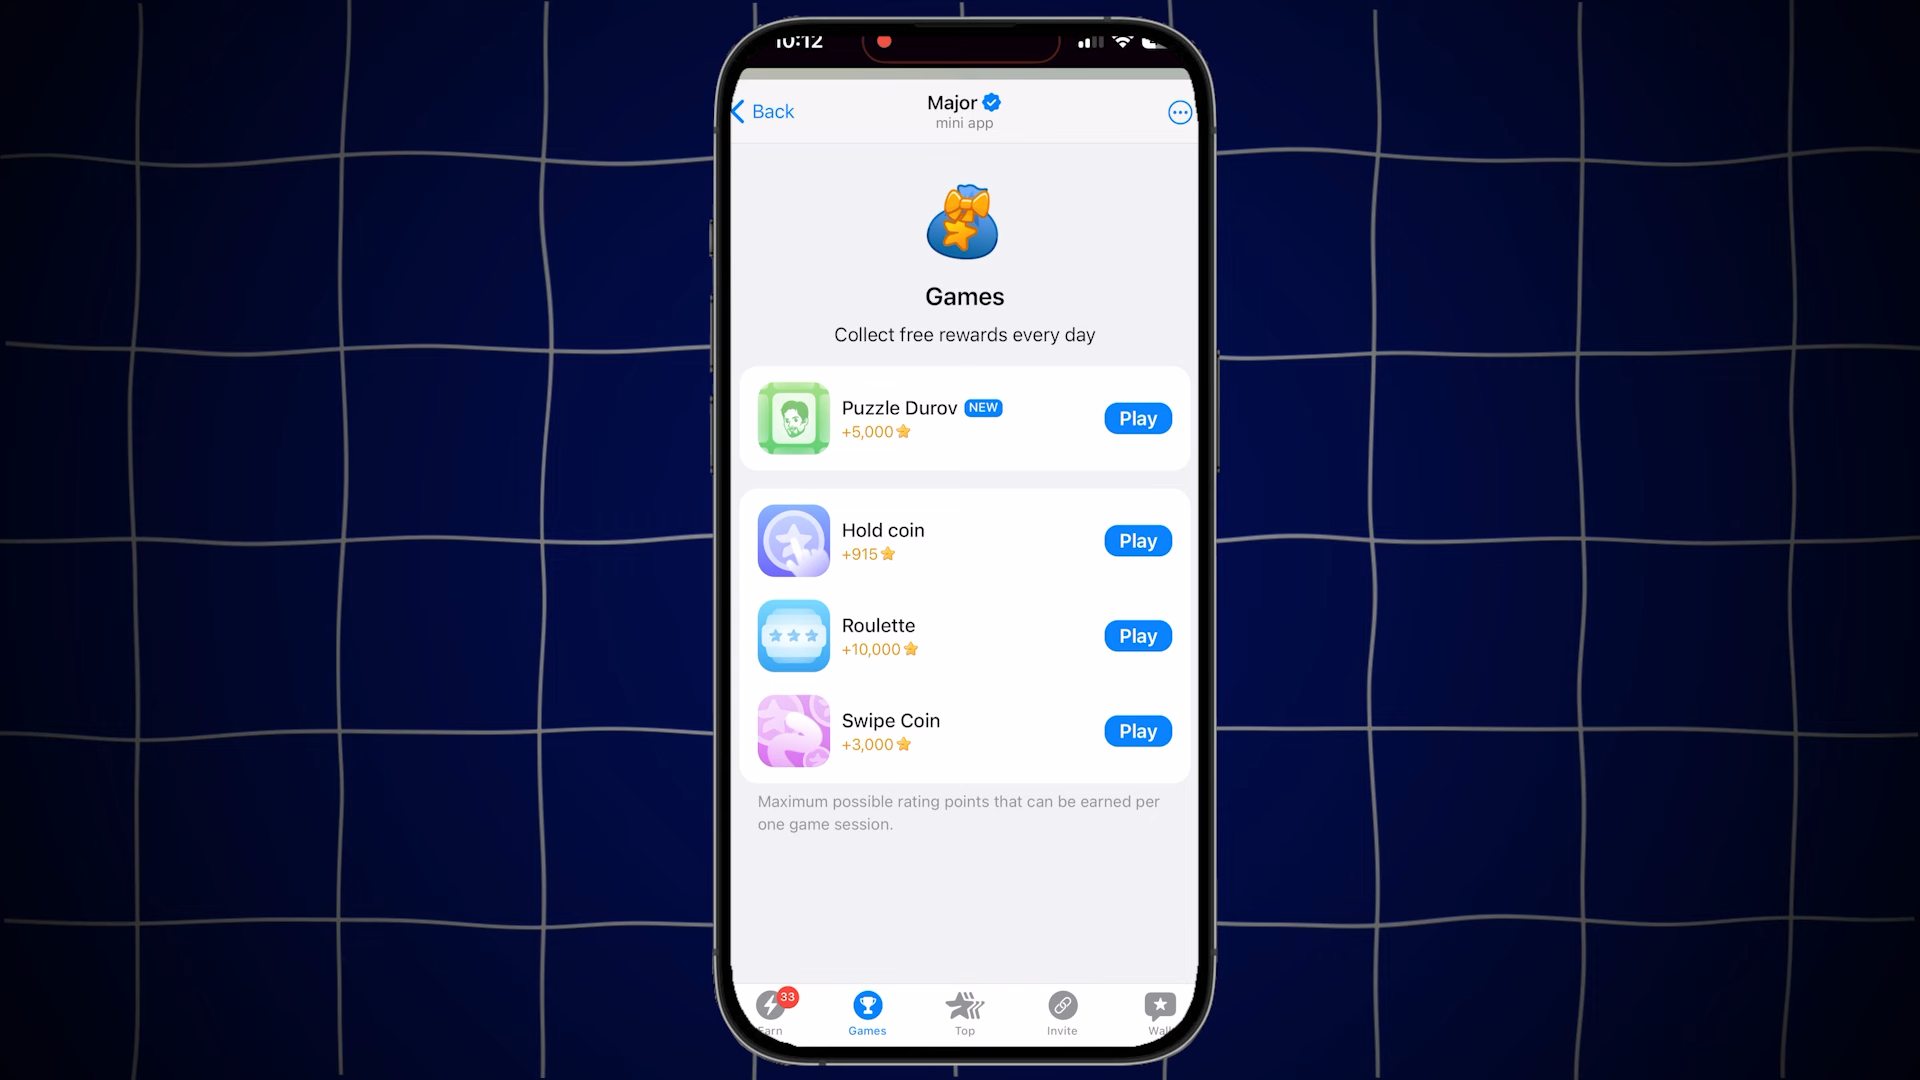 10:12
Back
Major
mini app
Games
Collect free rewards every day
Puzzle Durov NEW
+5,000
Play
Hold coin
+915
Play
Roulette
+10,000
Play
Swipe Coin
+3,000
Play
Maximum possible rating points that can be earned per
one game session.
33
Earn
Games
Top
Invite
Wall